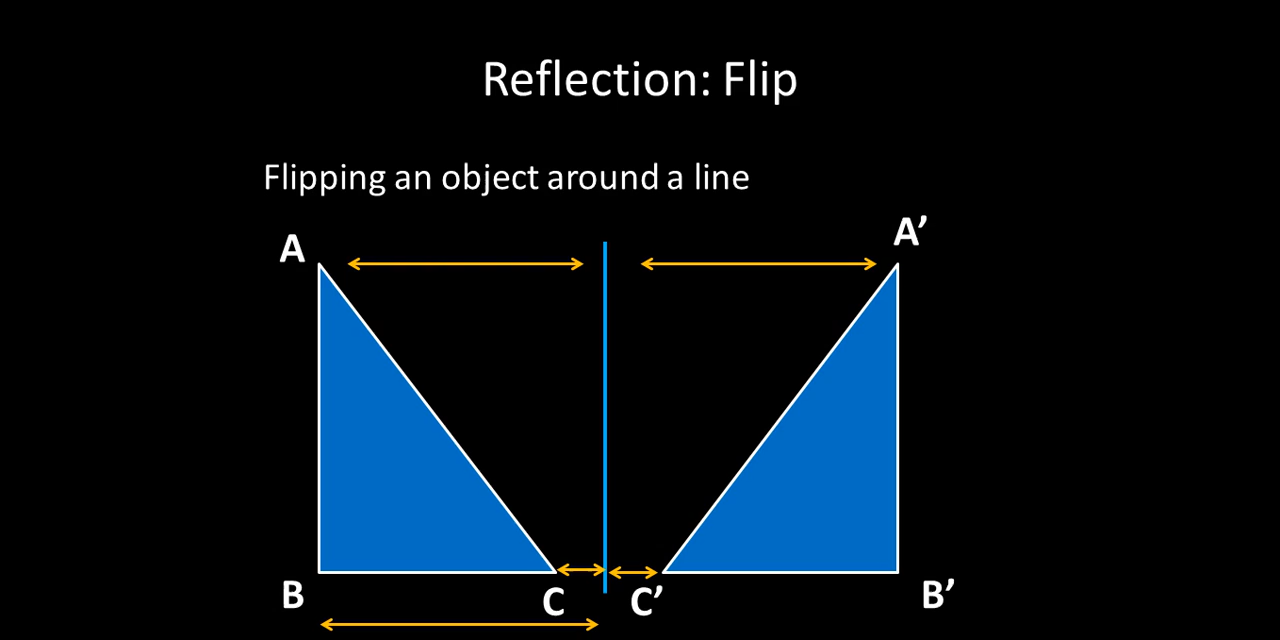 Reflection: Flip
Flipping an object around a line
A A’
B C C’ B’